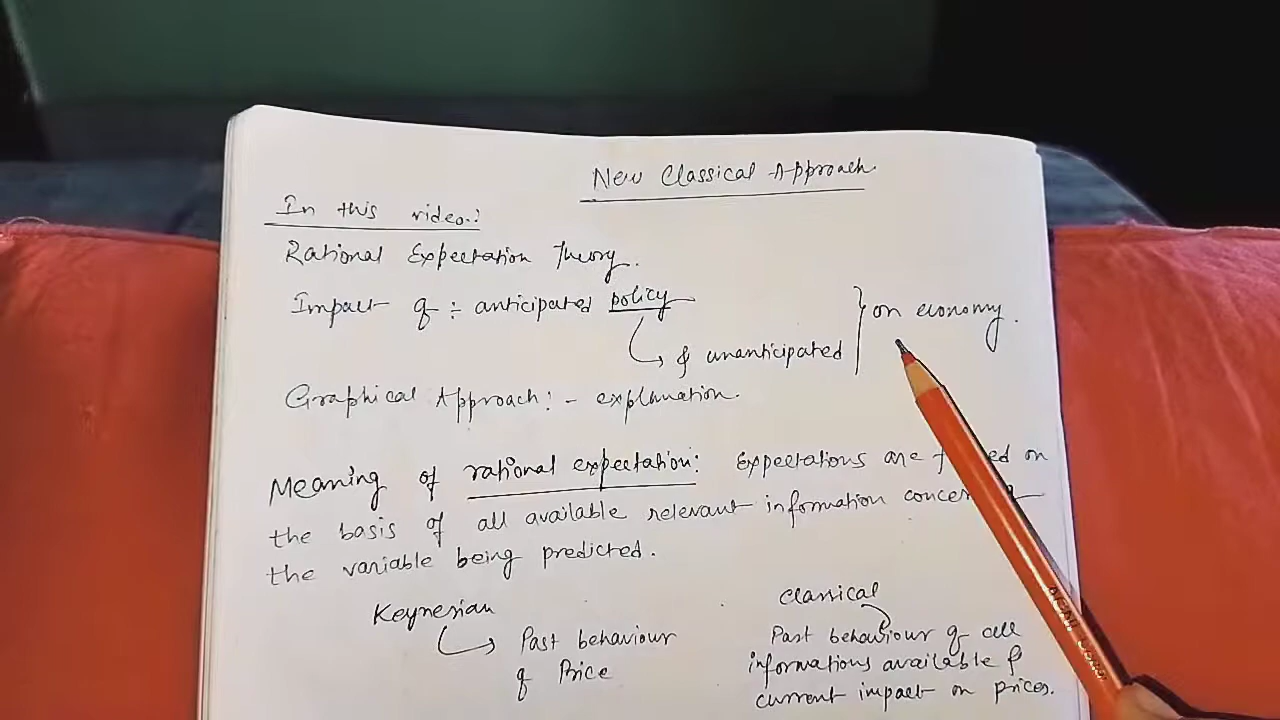 New Classical Approach
In this video:
Rational Expectation Theory.
Impact of : anticipated policy
& unanticipated } on economy.
Graphical Approach: - explanation.
Meaning of rational expectation: Expectations are on
the basis of all available relevant information
the variable being predicted.
Keynesian
Past behaviour
of Price
Classical
Past behaviour of all
informations available &
current impact on prices.